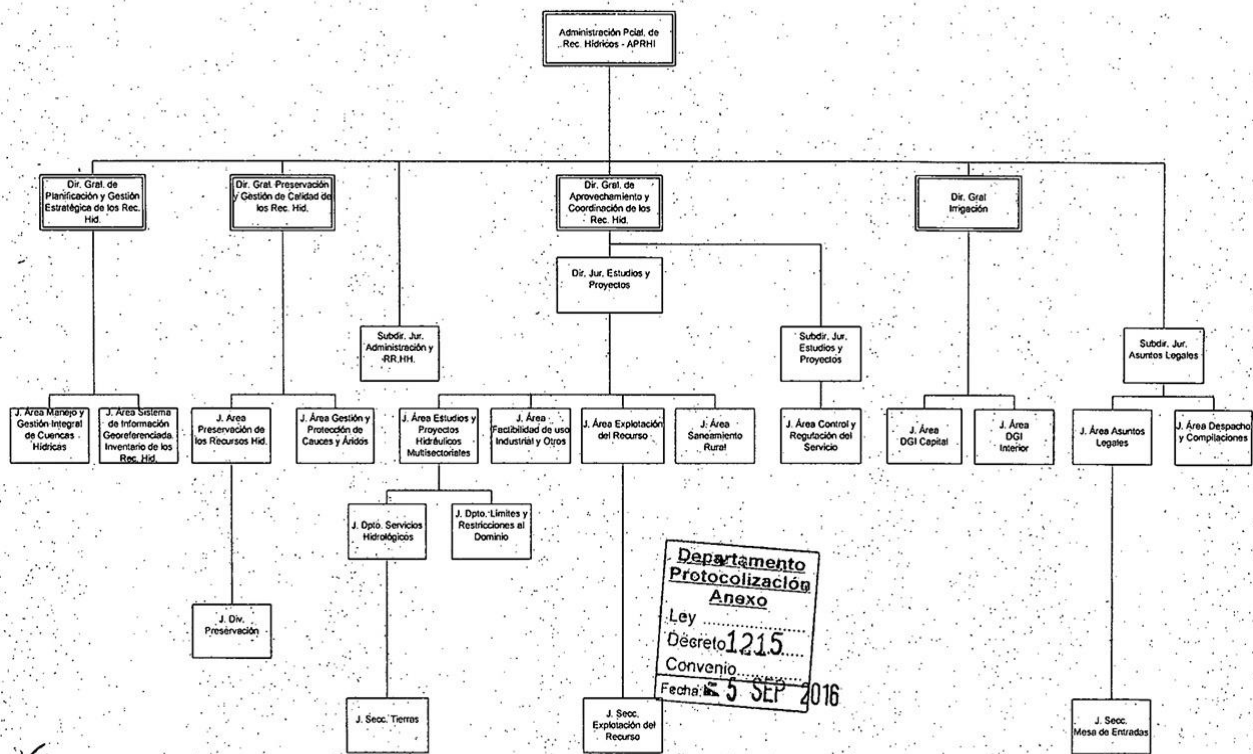 Administración Pcial. de
Rec. Hídricos - APRHI
Dir. Gral. de
Planificación y Gestión
Estratégica de los Rec.
Hid.
Dir. Gral. Preservación
y Gestión de Calidad de
los Rec. Hid.
Dir. Gral. de
Aprovechamiento y
Coordinación de los
Rec. Hid.
Dir. Gral
Irrigación
Dir. Jur. Estudios y
Proyectos
Subdir. Jur.
Administración y
RR.HH.
Subdir. Jur.
Estudios y
Proyectos
Subdir. Jur.
Asuntos Legales
J. Área Manejo y
Gestión Integral
de Cuencas
Hídricas
J. Área Sistema
de Información
Georeferenciada
Inventario de los
Rec. Hid.
J. Area
Preservación de
los Recursos Hid.
J. Área Gestión y
Protección de
Cauces y Áridos
J. Área Estudios y
Proyectos
Hidráulicos
Multisectoriales
J. Área
Factibilidad de uso
Industrial y Otros
J. Área Explotación
del Recurso
J. Área
Saneamiento
Rural
J. Área Control y
Regulación del
Servicio
J. Área
DGI Capital
J. Área
DGI
Interior
J. Área Asuntos
Legales
J. Área Despacho
y Compilaciones
J. Dpto. Servicios
Hidrológicos
J. Dpto. Limites y
Restricciones al
Dominio
J. Div.
Preservación
J. Secc. Tierras
J. Secc.
Explotación del
Recurso
J. Secc.
Mesa de Entradas
Departamento
Protocolización
Anexo
Ley ..............
Decreto 1215.....
Convenio..........
Fecha: 5 SEP 2016